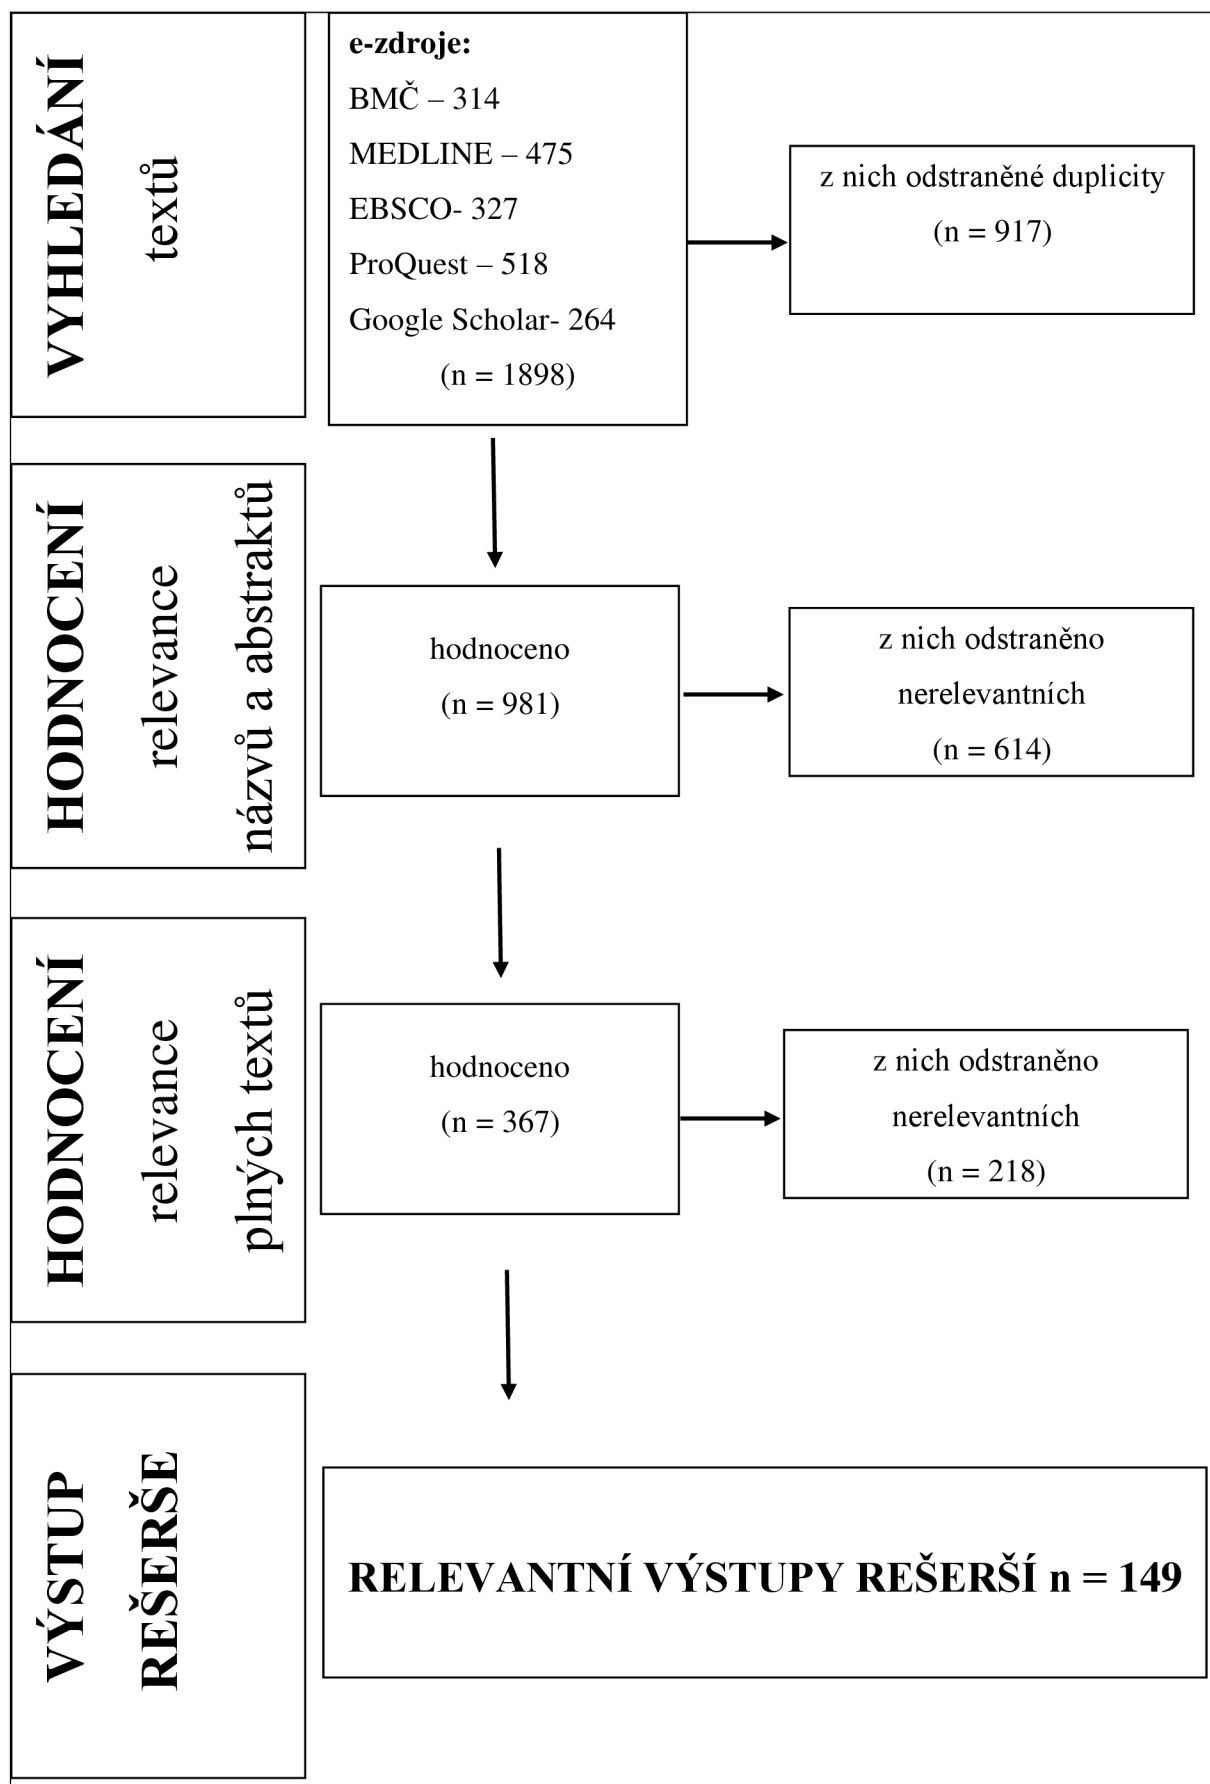 VYHLEDÁNÍ
textů
e-zdroje:
BMČ – 314
MEDLINE – 475
EBSCO- 327
ProQuest – 518
Google Scholar- 264
(n = 1898)
z nich odstraněné duplicity
(n = 917)
HODNOCENÍ
relevance
názvů a abstraktů
hodnoceno
(n = 981)
z nich odstraněno
nerelevantních
(n = 614)
HODNOCENÍ
relevance
plných textů
hodnoceno
(n = 367)
z nich odstraněno
nerelevantních
(n = 218)
VÝSTUP
REŠERŠE
RELEVANTNÍ VÝSTUPY REŠERŠÍ n = 149